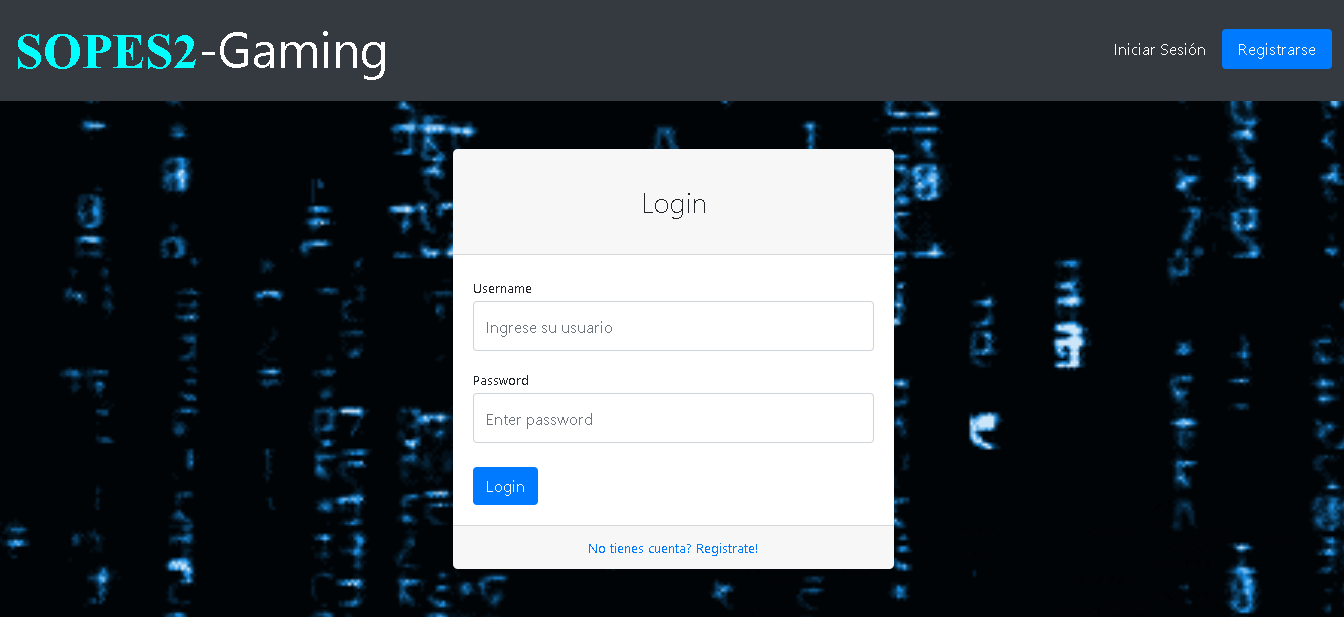 SOPES2-Gaming
Iniciar Sesión
Registrarse
Login
Username
Ingrese su usuario
Password
Enter password
Login
No tienes cuenta? Registrate!